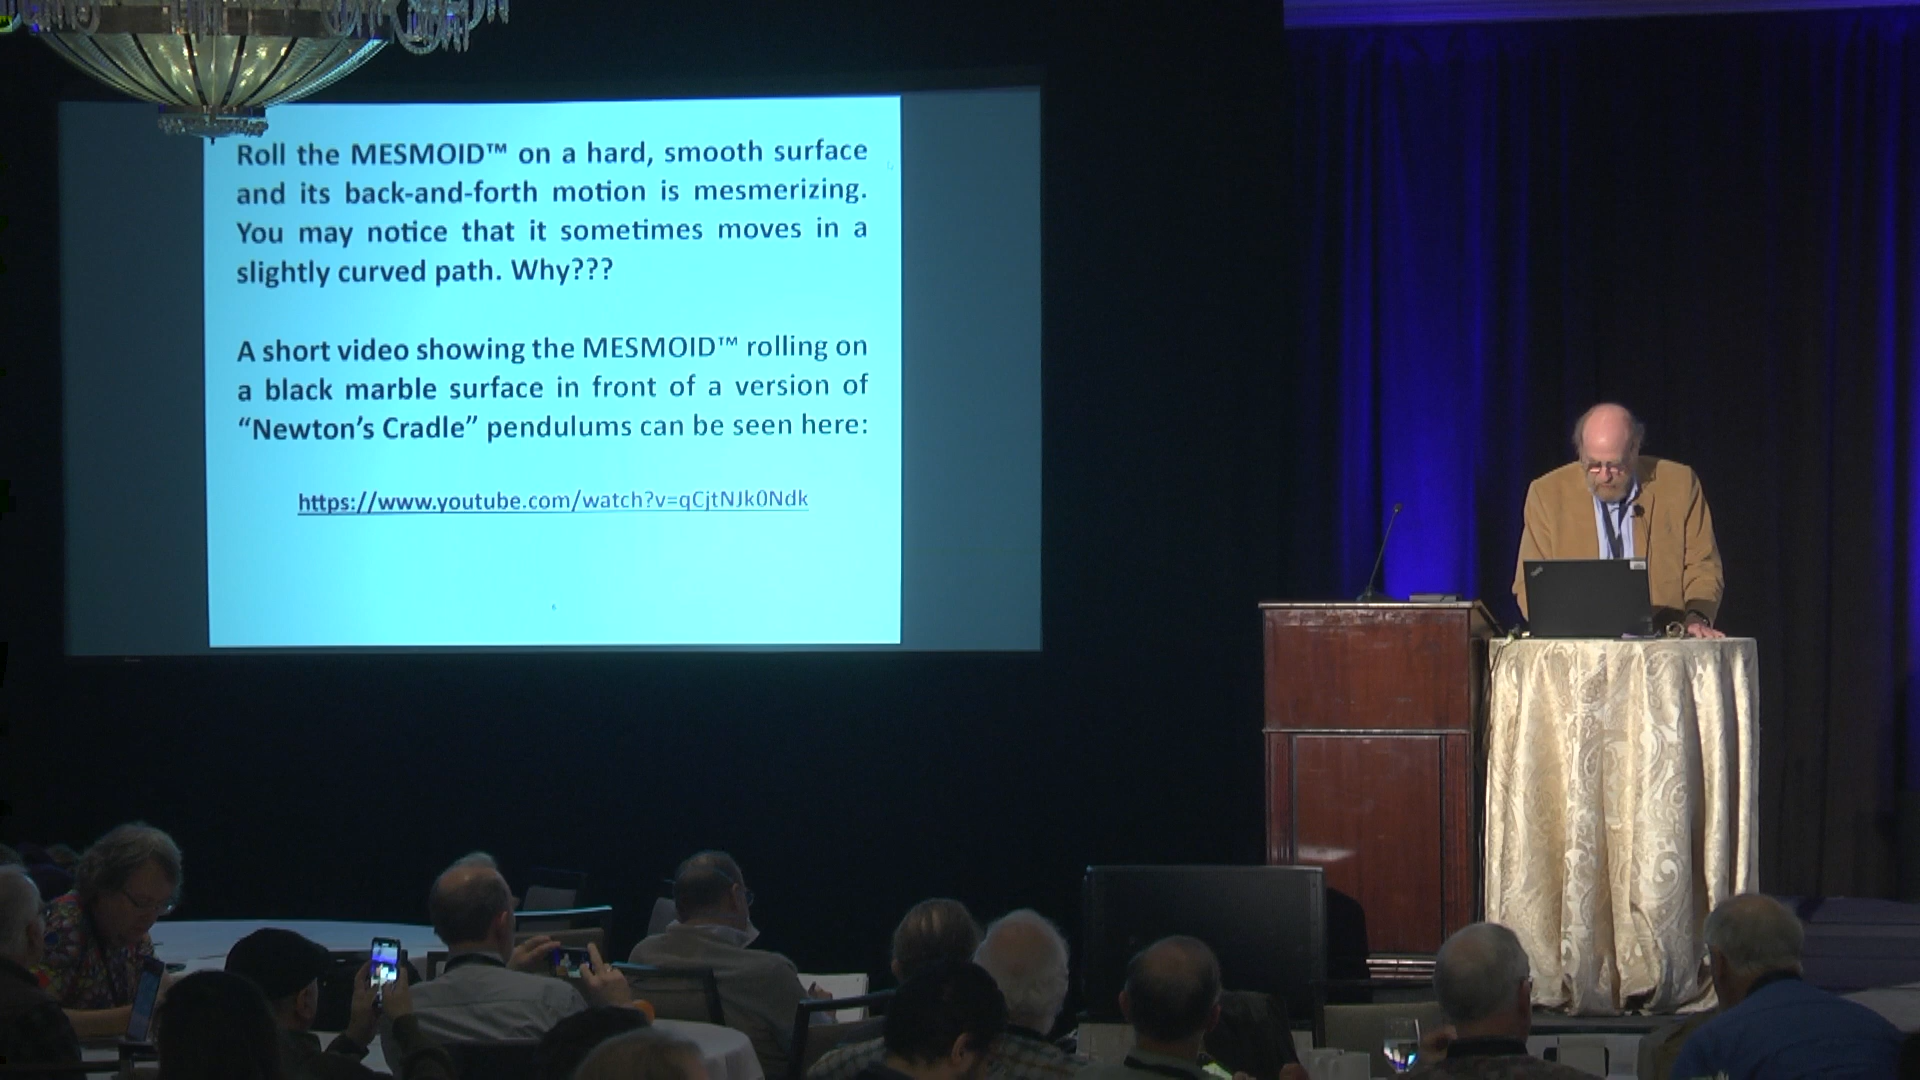 Roll the MESMOID™ on a hard, smooth surface
and its back-and-forth motion is mesmerizing.
You may notice that it sometimes moves in a
slightly curved path. Why???
A short video showing the MESMOID™ rolling on
a black marble surface in front of a version of
“Newton’s Cradle” pendulums can be seen here:
https://www.youtube.com/watch?v=qCjtNJk0Ndk